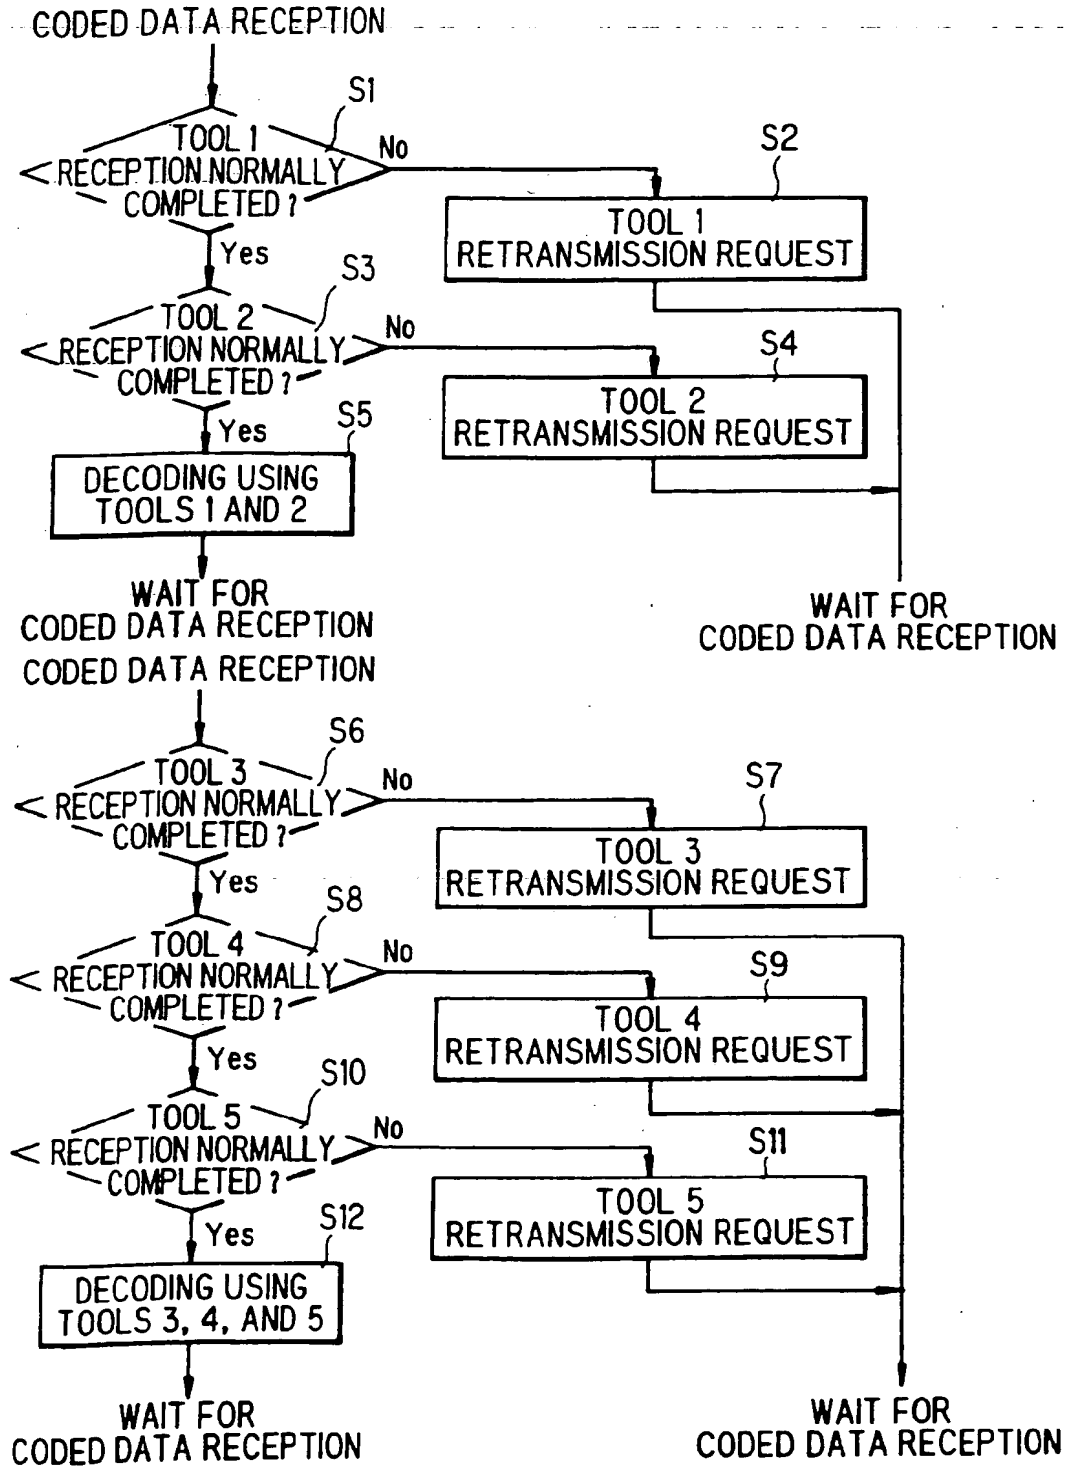 CODED DATA RECEPTION
S1
TOOL 1
RECEPTION NORMALLY
COMPLETED ?
No
S2
TOOL 1
RETRANSMISSION REQUEST
Yes
S3
TOOL 2
RECEPTION NORMALLY
COMPLETED ?
No
S4
TOOL 2
RETRANSMISSION REQUEST
Yes
S5
DECODING USING
TOOLS 1 AND 2
WAIT FOR
CODED DATA RECEPTION
WAIT FOR
CODED DATA RECEPTION
CODED DATA RECEPTION
S6
TOOL 3
RECEPTION NORMALLY
COMPLETED ?
No
S7
TOOL 3
RETRANSMISSION REQUEST
Yes
S8
TOOL 4
RECEPTION NORMALLY
COMPLETED ?
No
S9
TOOL 4
RETRANSMISSION REQUEST
Yes
S10
TOOL 5
RECEPTION NORMALLY
COMPLETED ?
No
S11
TOOL 5
RETRANSMISSION REQUEST
Yes
S12
DECODING USING
TOOLS 3, 4, AND 5
WAIT FOR
CODED DATA RECEPTION
WAIT FOR
CODED DATA RECEPTION